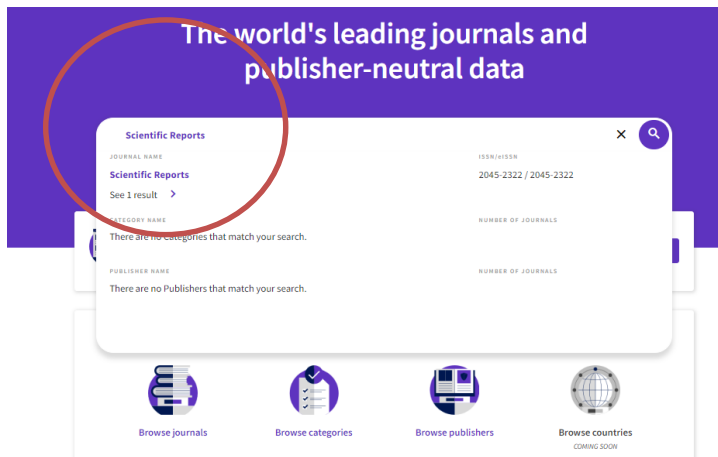 The world's leading journals and
publisher-neutral data
Scientific Reports
JOURNAL NAME
ISSN/eISSN
Scientific Reports
2045-2322 / 2045-2322
See 1 result
CATEGORY NAME
NUMBER OF JOURNALS
There are no Categories that match your search.
PUBLISHER NAME
NUMBER OF JOURNALS
There are no Publishers that match your search.
Browse journals
Browse categories
Browse publishers
Browse countries
COMING SOON